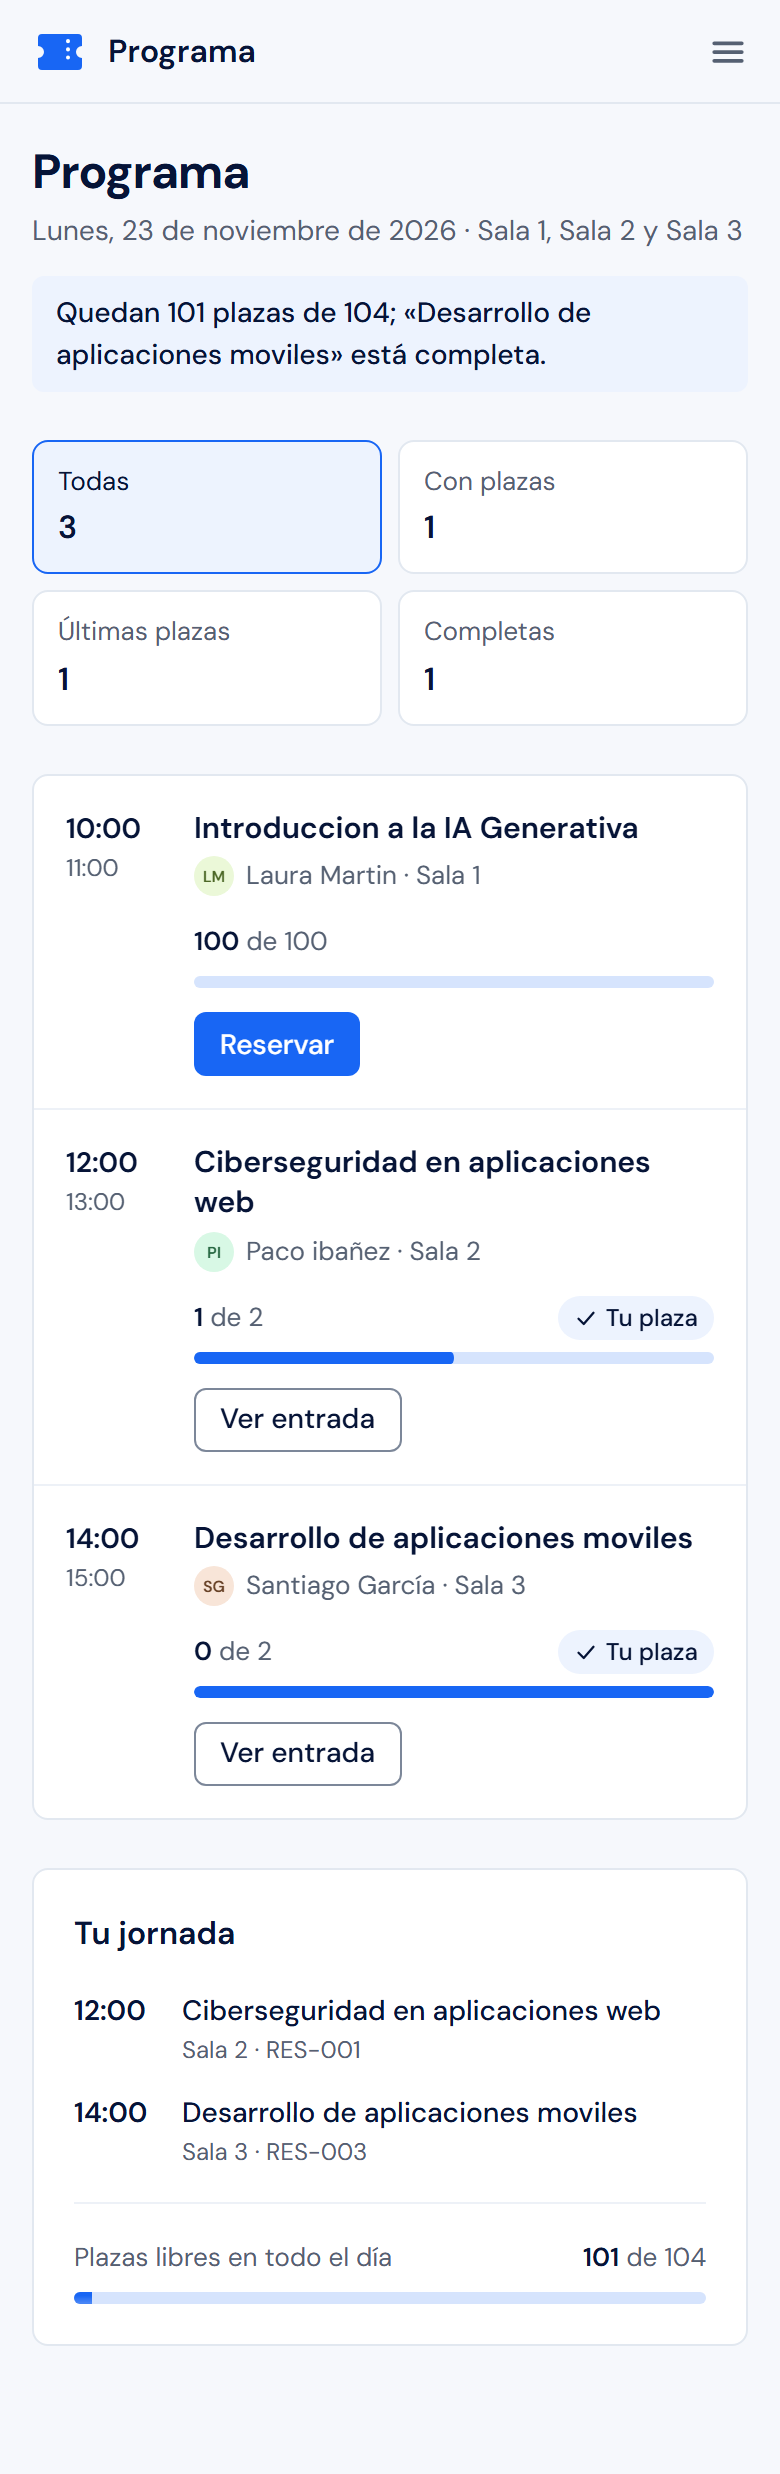 Programa
Programa
Lunes, 23 de noviembre de 2026 · Sala 1, Sala 2 y Sala 3
Quedan 101 plazas de 104; «Desarrollo de
aplicaciones moviles» está completa.
Todas
3
Con plazas
1
Últimas plazas
1
Completas
1
10:00
11:00
Introduccion a la IA Generativa
LM Laura Martin · Sala 1
100 de 100
Reservar
12:00
13:00
Ciberseguridad en aplicaciones
web
PI Paco ibañez · Sala 2
1 de 2
Tu plaza
Ver entrada
14:00
15:00
Desarrollo de aplicaciones moviles
SG Santiago García · Sala 3
0 de 2
Tu plaza
Ver entrada
Tu jornada
12:00 Ciberseguridad en aplicaciones web
Sala 2 · RES-001
14:00 Desarrollo de aplicaciones moviles
Sala 3 · RES-003
Plazas libres en todo el día 101 de 104